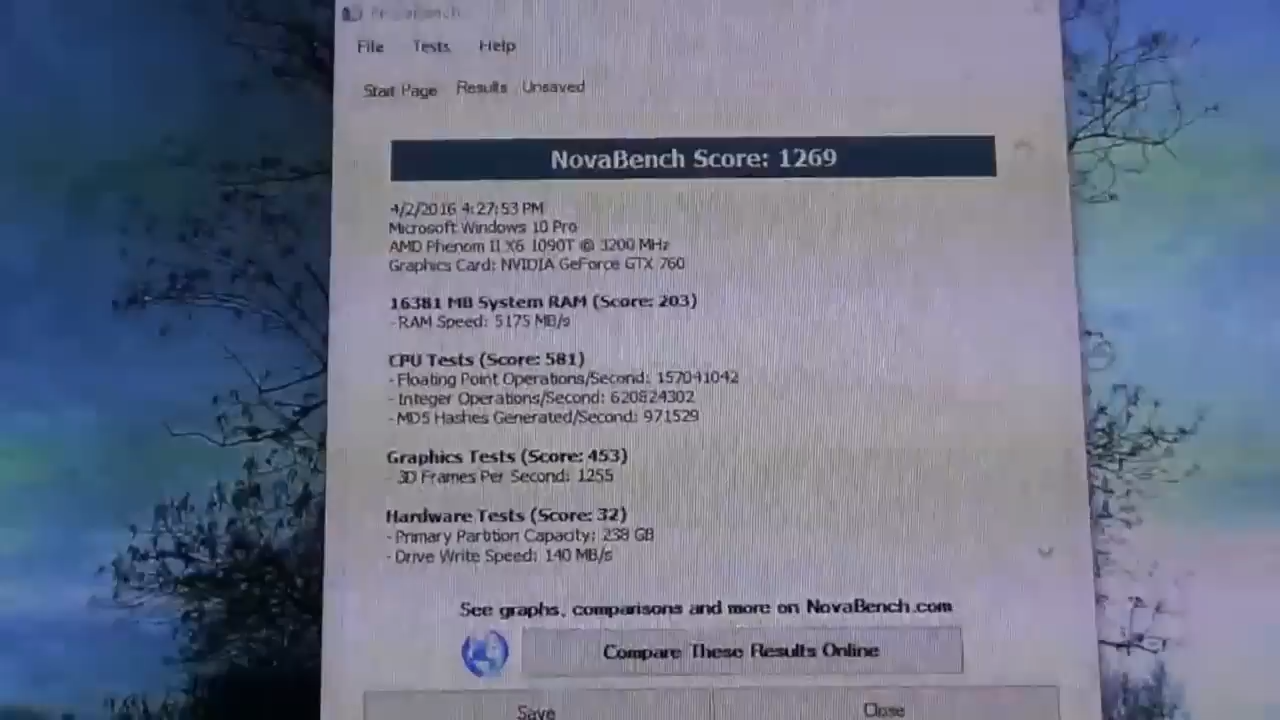 NovaBench
File Tests Help
Start Page Results Unsaved
NovaBench Score: 1269
4/2/2016 4:27:53 PM
Microsoft Windows 10 Pro
AMD Phenom II X6 1090T @ 3200 MHz
Graphics Card: NVIDIA GeForce GTX 760
16381 MB System RAM (Score: 203)
- RAM Speed: 5175 MB/s
CPU Tests (Score: 581)
- Floating Point Operations/Second: 157041042
- Integer Operations/Second: 620824302
- MD5 Hashes Generated/Second: 971529
Graphics Tests (Score: 453)
- 3D Frames Per Second: 1255
Hardware Tests (Score: 32)
- Primary Partition Capacity: 238 GB
- Drive Write Speed: 140 MB/s
See graphs, comparisons and more on NovaBench.com
Compare These Results Online
Save Close